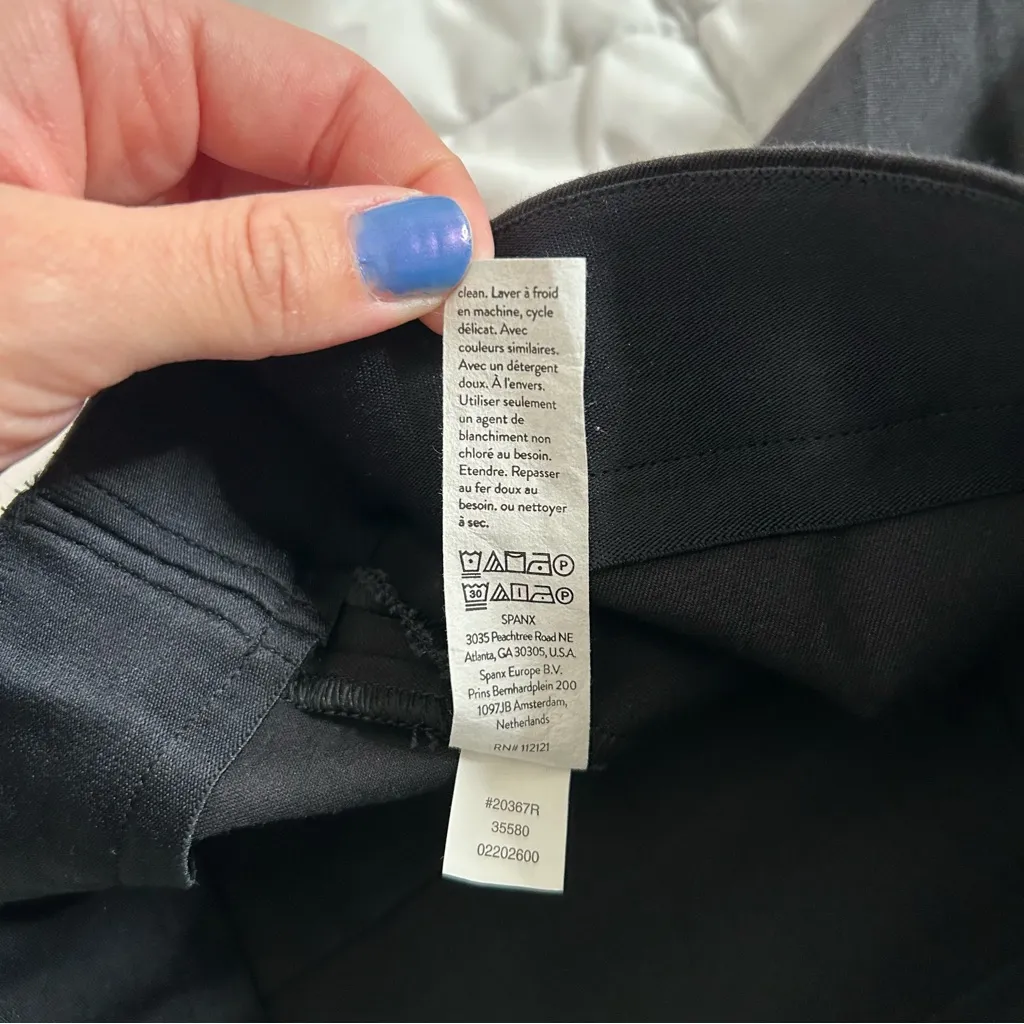 clean. Laver à froid
en machine, cycle
délicat. Avec
couleurs similaires.
Avec un détergent
doux. À l'envers.
Utiliser seulement
un agent de
blanchiment non
chloré au besoin.
Etendre. Repasser
au fer doux au
besoin. ou nettoyer
à sec.
P
30 P
SPANX
3035 Peachtree Road NE
Atlanta, GA 30305, U.S.A.
Spanx Europe B.V.
Prins Bernhardplein 200
1097JB Amsterdam,
Netherlands
RN# 112121
#20367R
35580
02202600